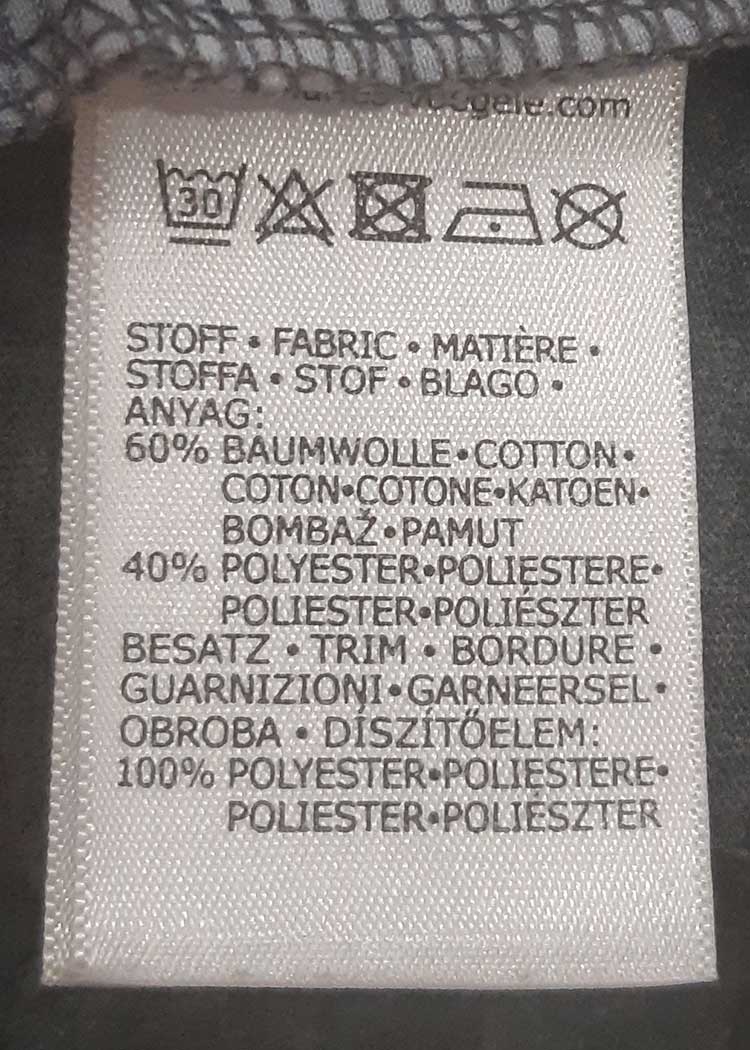 voegele.com
30
STOFF • FABRIC • MATIÈRE •
STOFFA • STOF • BLAGO •
ANYAG:
60% BAUMWOLLE•COTTON•
COTON•COTONE•KATOEN•
BOMBAŽ•PAMUT
40% POLYESTER•POLIESTERE•
POLIESTER•POLIÉSZTER
BESATZ • TRIM • BORDURE •
GUARNIZIONI•GARNEERSEL•
OBROBA • DÍSZÍTŐELEM:
100% POLYESTER•POLIESTERE•
POLIESTER•POLIÉSZTER